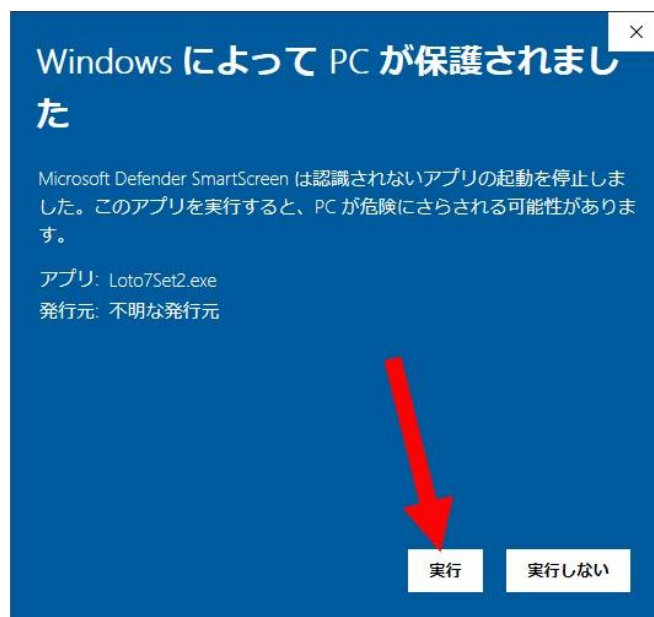 Windows によって PC が保護されまし
た
Microsoft Defender SmartScreen は認識されないアプリの起動を停止しま
した。このアプリを実行すると、PC が危険にさらされる可能性がありま
す。
アプリ: Loto7Set2.exe
発行元: 不明な発行元
実行 実行しない